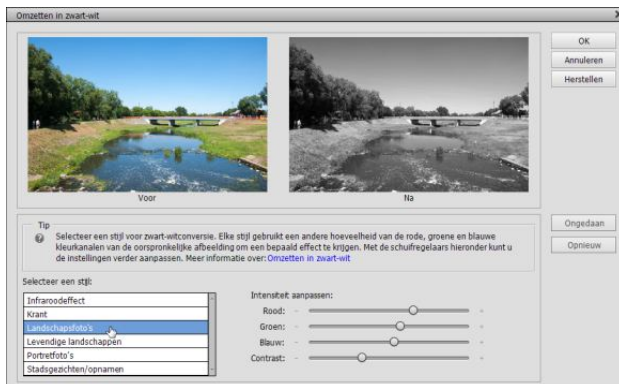 Omzetten in zwart-wit
OK
Annuleren
Herstellen
Voor
Na
Tip
Selecteer een stijl voor zwart-witconversie. Elke stijl gebruikt een andere hoeveelheid van de rode, groene en blauwe
kleurkanalen van de oorspronkelijke afbeelding om een bepaald effect te krijgen. Met de schuifregelaars hieronder kunt u
de instellingen verder aanpassen. Meer informatie over: Omzetten in zwart-wit
Ongedaan
Opnieuw
Selecteer een stijl:
Infraroodeffect
Krant
Landschapsfoto's
Levendige landschappen
Portretfoto's
Stadsgezichten/opnamen
Intensiteit aanpassen:
Rood:
Groen:
Blauw:
Contrast: